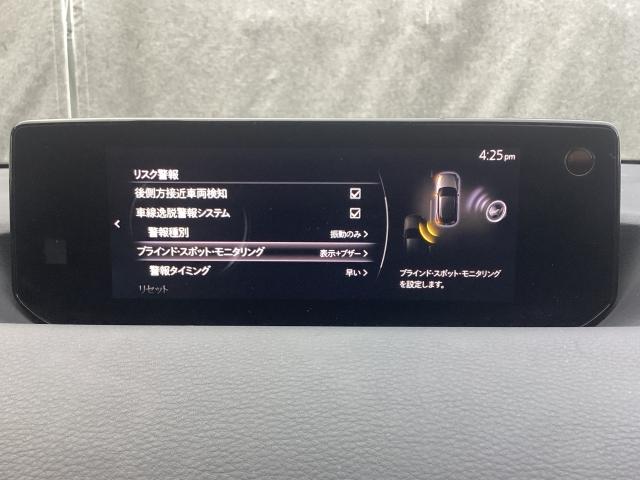 4:25pm
リスク警報
後側方接近車両検知
車線逸脱警報システム
警報種別 振動のみ
ブラインド・スポット・モニタリング 表示+ブザー
警報タイミング 早い
リセット
ブラインド・スポット・モニタリング
を設定します。